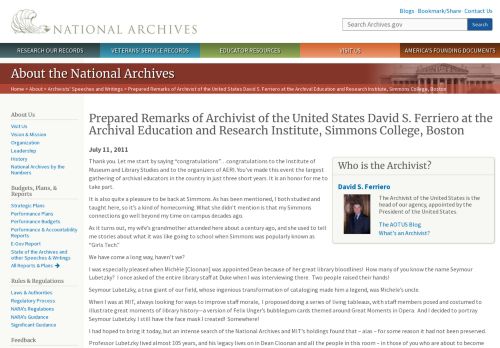 Blogs · Bookmark/Share · Contact Us
NATIONAL ARCHIVES
Search Archives.gov
Search
RESEARCH OUR RECORDS
VETERANS' SERVICE RECORDS
EDUCATOR RESOURCES
VISIT US
AMERICA'S FOUNDING DOCUMENTS
About the National Archives
Home > About > Archivists' Speeches and Writings > Prepared Remarks of Archivist of the United States David S. Ferriero at the Archival Education and Research Institute, Simmons College, Boston
About Us
Visit Us
Vision & Mission
Organization
Leadership
History
National Archives by the
Numbers
Budgets, Plans, &
Reports
Strategic Plans
Performance Plans
Performance Budgets
Performance & Accountability
Reports
E-Gov Report
State of the Archives and
other Speeches & Writings
All Reports & Plans
Rules & Regulations
Laws & Authorities
Regulatory Process
NARA's Regulations
NARA's Guidance
Significant Guidance
Feedback
Prepared Remarks of Archivist of the United States David S. Ferriero at the
Archival Education and Research Institute, Simmons College, Boston
July 11, 2011
Thank you. Let me start by saying "congratulations"…congratulations to the Institute of
Museum and Library Studies and to the organizers of AERI. You've made this event the largest
gathering of archival educators in the country in just three short years. It is an honor for me to
take part.
It is also quite a pleasure to be back at Simmons. As has been mentioned, I both studied and
taught here, so it's a kind of homecoming. What she didn't mention is that my Simmons
connections go well beyond my time on campus decades ago.
As it turns out, my wife's grandmother attended here about a century ago, and she used to tell
me stories about what it was like going to school when Simmons was popularly known as
"Girls Tech."
We have come a long way, haven't we?
Who is the Archivist?
David S. Ferriero
The Archivist of the United States is the
head of our agency, appointed by the
President of the United States.
The AOTUS Blog
What's an Archivist?
I was especially pleased when Michèle [Cloonan] was appointed Dean because of her great library bloodlines! How many of you know the name Seymour
Lubetzky? I once asked of the entire library staff at Duke when I was interviewing there. Two people raised their hands!
Seymour Lubetzky, a true giant of our field, whose ingenious transformation of cataloging made him a legend, was Michele's uncle.
When I was at MIT, always looking for ways to improve staff morale, I proposed doing a series of living tableaux, with staff members posed and costumed to
illustrate great moments of library history—a version of Felix Unger's bubblegum cards themed around Great Moments in Opera. And I decided to portray
Seymour Lubetzky. I still have the face mask I created! Somewhere!
I had hoped to bring it today, but an intense search of the National Archives and MIT's holdings found that – alas – for some reason it had not been preserved.
Professor Lubetzky lived almost 105 years, and his legacy lives on in Dean Cloonan and all the people in this room - in those of you who are about to become